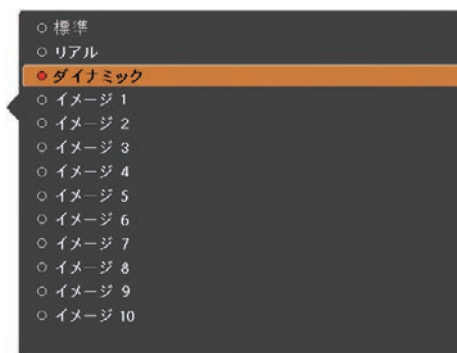 標準
リアル
ダイナミック
イメージ 1
イメージ 2
イメージ 3
イメージ 4
イメージ 5
イメージ 6
イメージ 7
イメージ 8
イメージ 9
イメージ 10